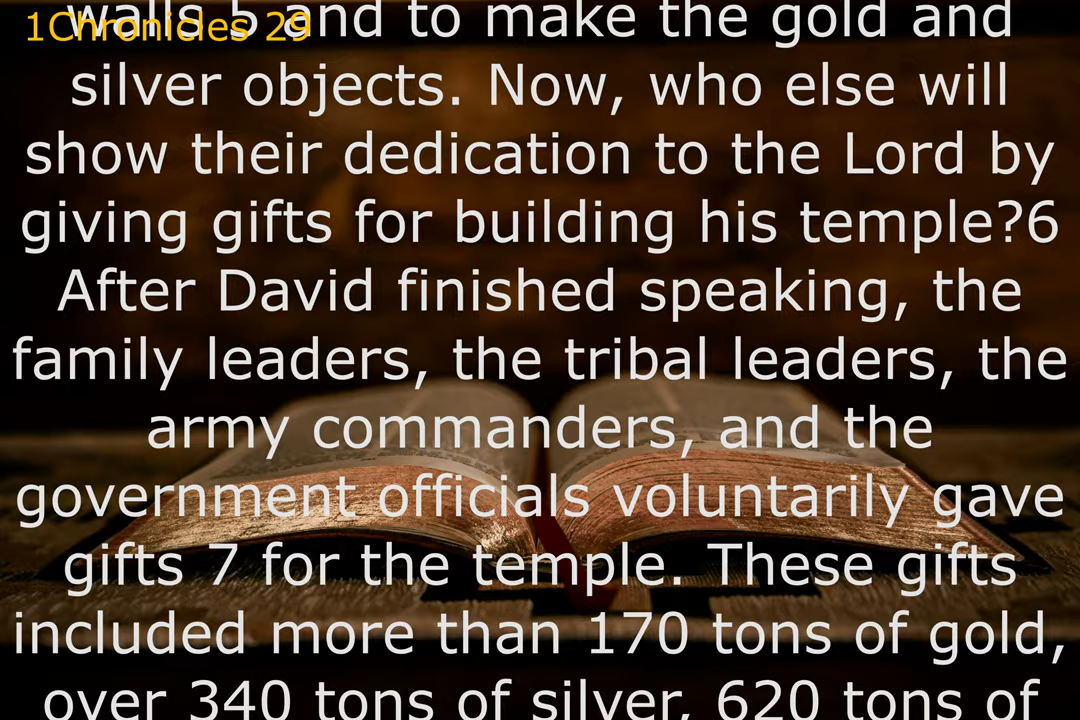 1Chronicles 29
walls 5 and to make the gold and
silver objects. Now, who else will
show their dedication to the Lord by
giving gifts for building his temple?6
After David finished speaking, the
family leaders, the tribal leaders, the
army commanders, and the
government officials voluntarily gave
gifts 7 for the temple. These gifts
included more than 170 tons of gold,
over 340 tons of silver, 620 tons of